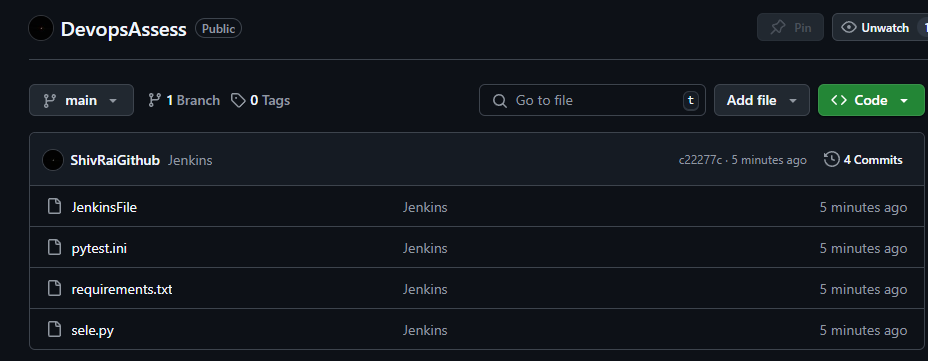 DevopsAssess Public Pin Unwatch 1
main 1 Branch 0 Tags Go to file t Add file Code
ShivRaiGithub Jenkins c22277c · 5 minutes ago 4 Commits
JenkinsFile Jenkins 5 minutes ago
pytest.ini Jenkins 5 minutes ago
requirements.txt Jenkins 5 minutes ago
sele.py Jenkins 5 minutes ago